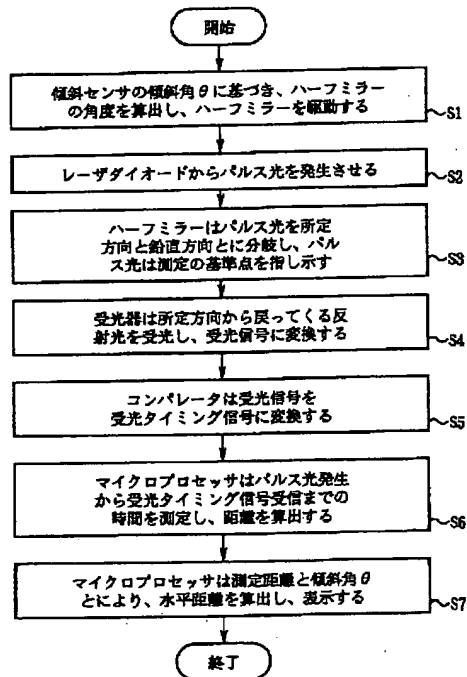 開始
傾斜センサの傾斜角θに基づき、ハーフミラー
の角度を算出し、ハーフミラーを駆動する
S1
レーザダイオードからパルス光を発生させる
S2
ハーフミラーはパルス光を所定
方向と鉛直方向とに分岐し、パル
ス光は測定の基準点を指し示す
S3
受光器は所定方向から戻ってくる反
射光を受光し、受光信号に変換する
S4
コンパレータは受光信号を
受光タイミング信号に変換する
S5
マイクロプロセッサはパルス光発生
から受光タイミング信号受信までの
時間を測定し、距離を算出する
S6
マイクロプロセッサは測定距離と傾斜角θ
とにより、水平距離を算出し、表示する
S7
終了